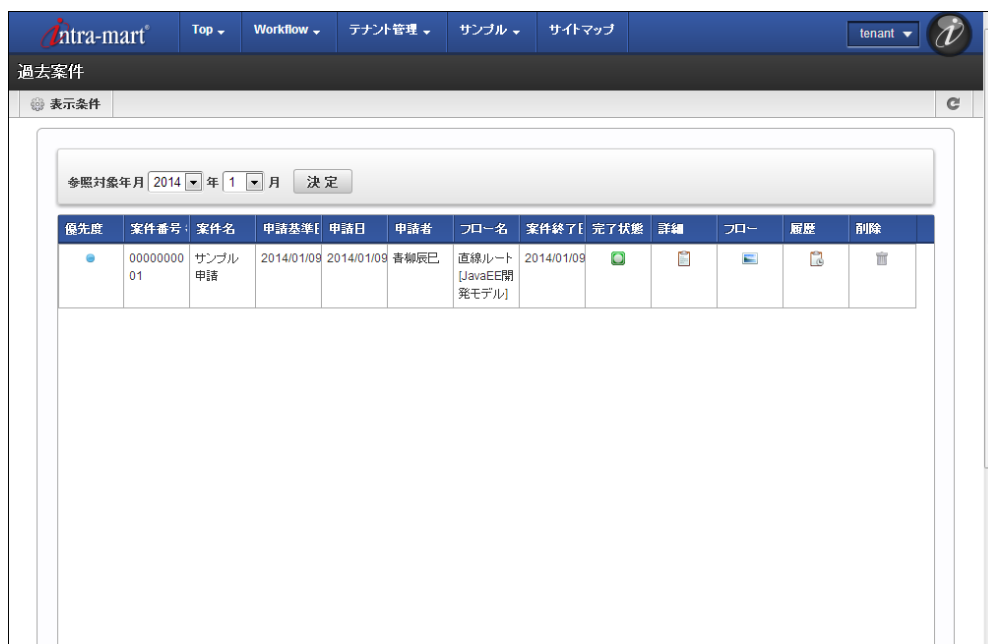 intra-mart®
Top Workflow テナント管理 サンプル サイトマップ tenant
過去案件
表示条件
参照対象年月 2014 年 1 月 決定
優先度 案件番号 案件名 申請基準日 申請日 申請者 フロー名 案件終了日 完了状態 詳細 フロー 履歴 削除
00000000 サンプル 2014/01/09 2014/01/09 青柳辰巳 直線ルート 2014/01/09
01 申請 [JavaEE開
発モデル]